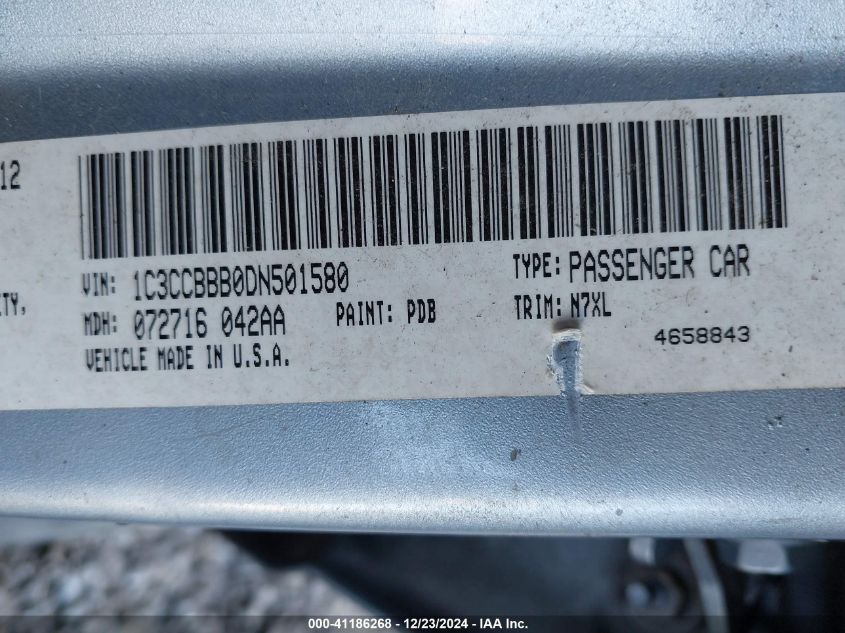 12
VIN: 1C3CCBBB0DN501580 TYPE: PASSENGER CAR
ITY,
MDH: 072716 042AA PAINT: PDB TRIM: N7XL
VEHICLE MADE IN U.S.A. 4658843
000-41186268 - 12/23/2024 - IAA Inc.